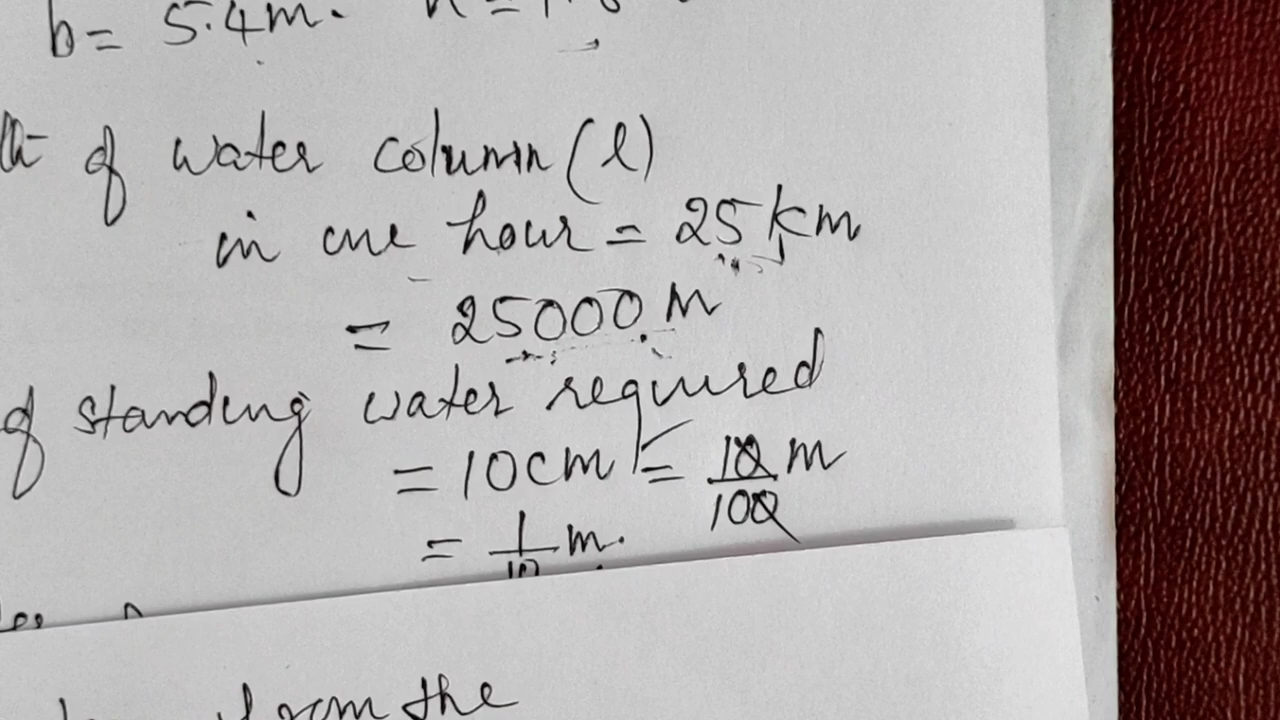 b= 5.4m.
of water column (l)
in one hour = 25 km
= 25000 m
of standing water required
= 10cm = 10/100 m
= 1/10 m.
from the